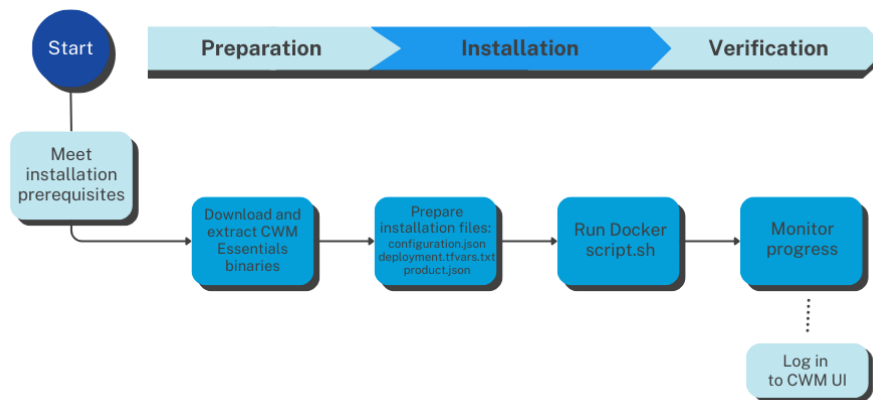 Start
Preparation
Installation
Verification
Meet
installation
prerequisites
Download and
extract CWM
Essentials
binaries
Prepare
installation files:
configuration.json
deployment.tfvars.txt
product.json
Run Docker
script.sh
Monitor
progress
Log in
to CWM UI